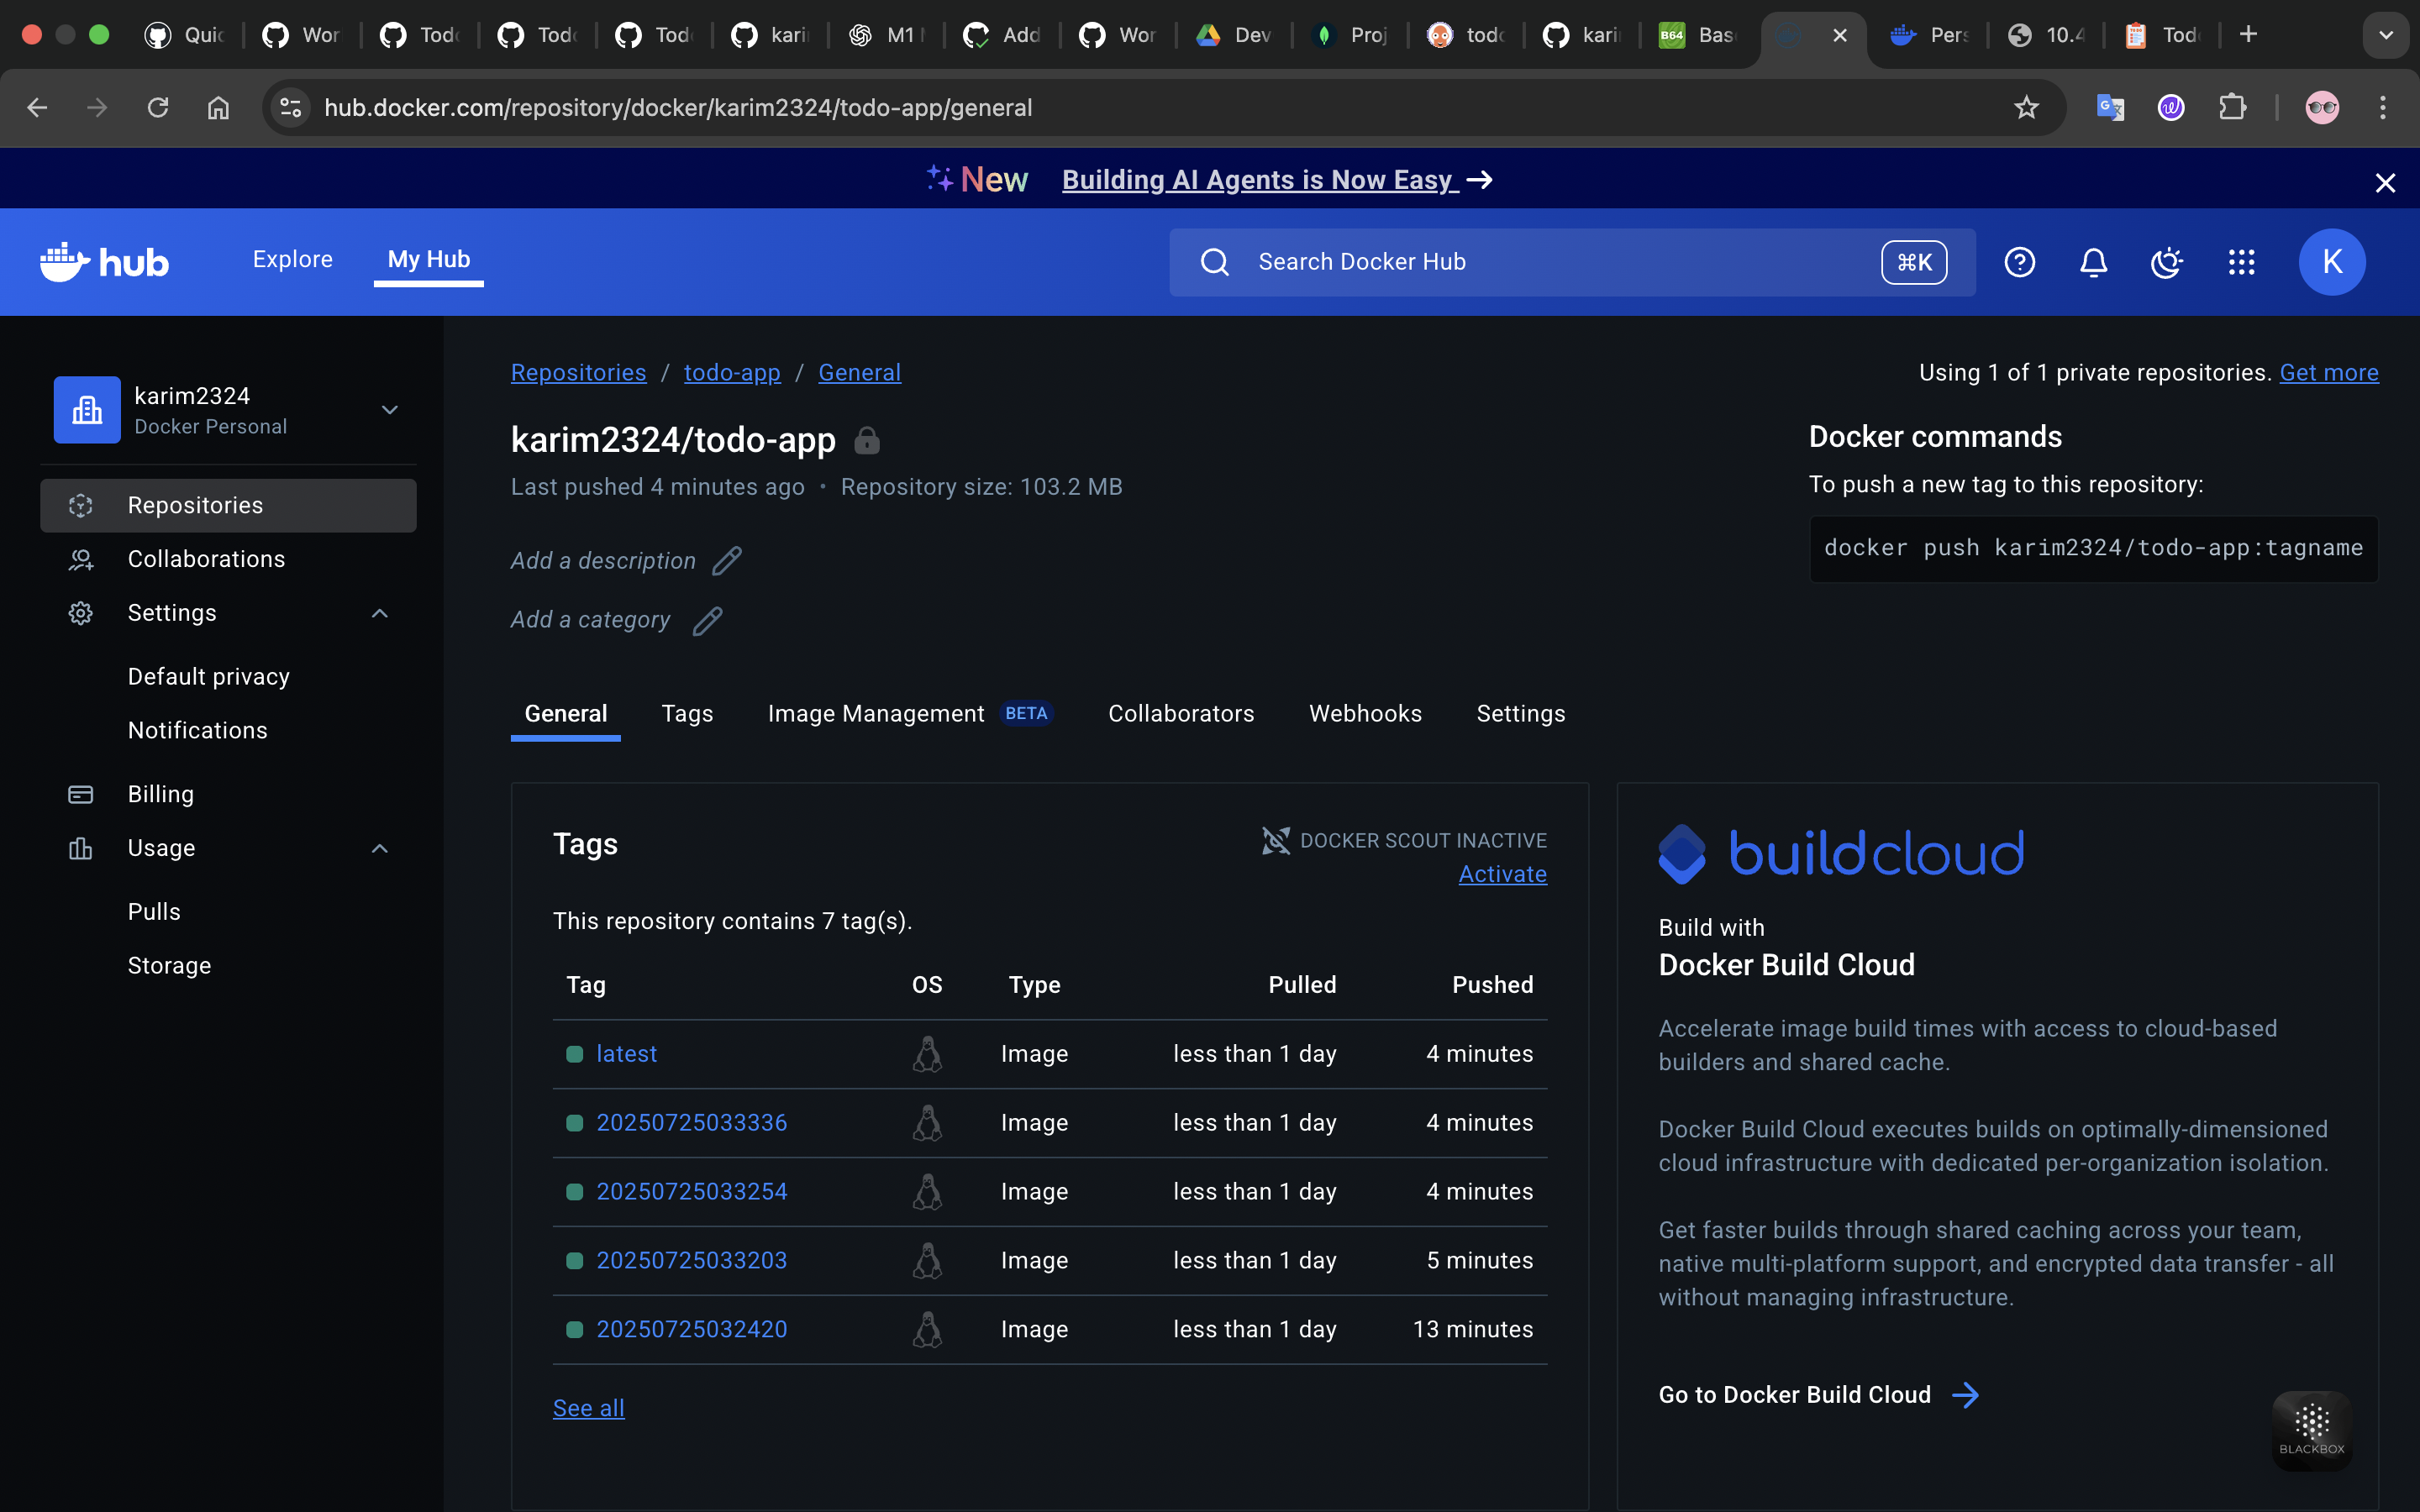 Quic
Wor
Todo
Todo
Todo
kari
M1 M
Add
Wor
Dev
Proj
todo
kari
B64
Bas
Pers
10.4
Todo
hub.docker.com/repository/docker/karim2324/todo-app/general
New Building AI Agents is Now Easy
hub
Explore
My Hub
Search Docker Hub
⌘K
K
karim2324
Docker Personal
Repositories
Collaborations
Settings
Default privacy
Notifications
Billing
Usage
Pulls
Storage
Repositories / todo-app / General
Using 1 of 1 private repositories. Get more
karim2324/todo-app
Last pushed 4 minutes ago • Repository size: 103.2 MB
Add a description
Add a category
Docker commands
To push a new tag to this repository:
docker push karim2324/todo-app:tagname
General Tags Image Management BETA Collaborators Webhooks Settings
Tags
DOCKER SCOUT INACTIVE
Activate
This repository contains 7 tag(s).
Tag OS Type Pulled Pushed
latest Image less than 1 day 4 minutes
20250725033336 Image less than 1 day 4 minutes
20250725033254 Image less than 1 day 4 minutes
20250725033203 Image less than 1 day 5 minutes
20250725032420 Image less than 1 day 13 minutes
See all
buildcloud
Build with
Docker Build Cloud
Accelerate image build times with access to cloud-based
builders and shared cache.
Docker Build Cloud executes builds on optimally-dimensioned
cloud infrastructure with dedicated per-organization isolation.
Get faster builds through shared caching across your team,
native multi-platform support, and encrypted data transfer - all
without managing infrastructure.
Go to Docker Build Cloud
BLACKBOX